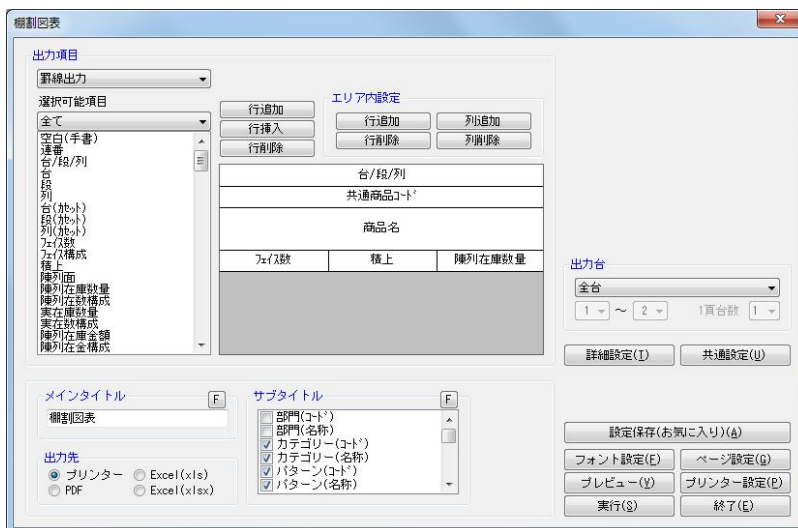 棚割図表
出力項目
罫線出力
選択可能項目
全て
空白(手書)
連番
台/段/列
台
段
列
台(ｶｾｯﾄ)
段(ｶｾｯﾄ)
列(ｶｾｯﾄ)
ﾌｪｲｽ数
ﾌｪｲｽ構成
積上
陳列面
陳列在庫数量
陳列在数構成
実在庫数量
実在数構成
陳列在庫金額
陳列在金構成
行追加
行挿入
行削除
エリア内設定
行追加 列追加
行削除 列削除
台/段/列
共通商品ｺｰﾄﾞ
商品名
ﾌｪｲｽ数 積上 陳列在庫数量
出力台
全台
1 ～ 2 1頁台数 1
詳細設定(I) 共通設定(U)
メインタイトル F
棚割図表
出力先
プリンター Excel(xls)
PDF Excel(xlsx)
サブタイトル F
部門(ｺｰﾄﾞ)
部門(名称)
カテゴリー(ｺｰﾄﾞ)
カテゴリー(名称)
パターン(ｺｰﾄﾞ)
パターン(名称)
設定保存(お気に入り)(A)
フォント設定(F) ページ設定(G)
プレビュー(V) プリンター設定(P)
実行(S) 終了(E)